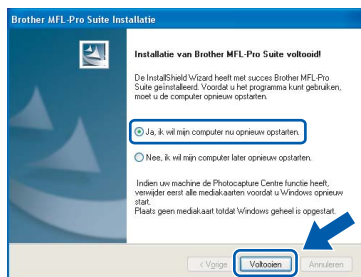 Brother MFL-Pro Suite Installatie
Installatie van Brother MFL-Pro Suite voltooid!
De InstallShield Wizard heeft met succes Brother MFL-Pro
Suite geïnstalleerd. Voordat u het programma kunt gebruiken,
moet u de computer opnieuw opstarten.
Ja, ik wil mijn computer nu opnieuw opstarten.
Nee, ik wil mijn computer later opnieuw opstarten.
Indien uw machine de Photocapture Centre functie heeft,
verwijder eerst alle mediakaarten voordat u Windows opnieuw
start.
Plaats geen mediakaart totdat Windows geheel is opgestart.
< Vorige
Voltooien
Annuleren